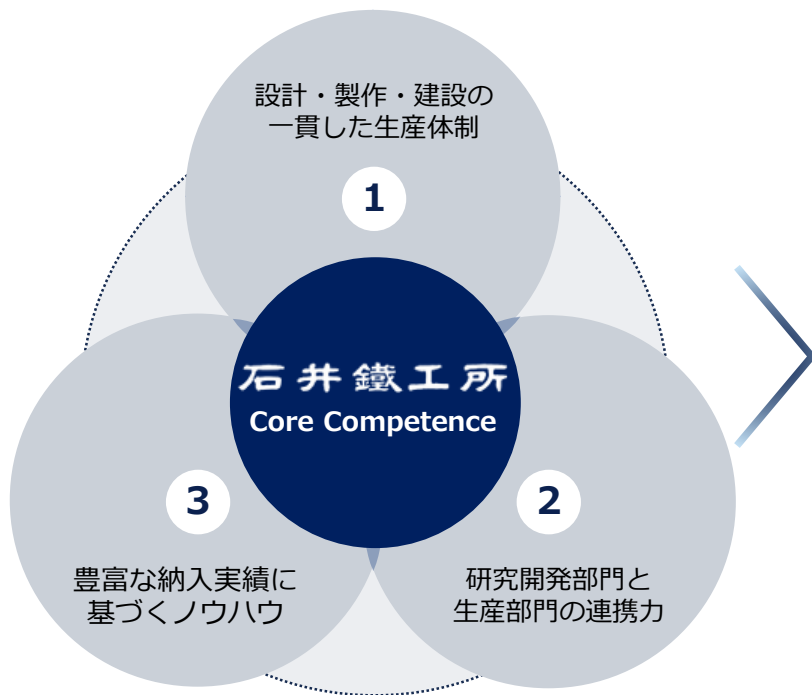 設計・製作・建設の
一貫した生産体制
1
石井鐵工所
Core Competence
3
豊富な納入実績に
基づくノウハウ
2
研究開発部門と
生産部門の連携力